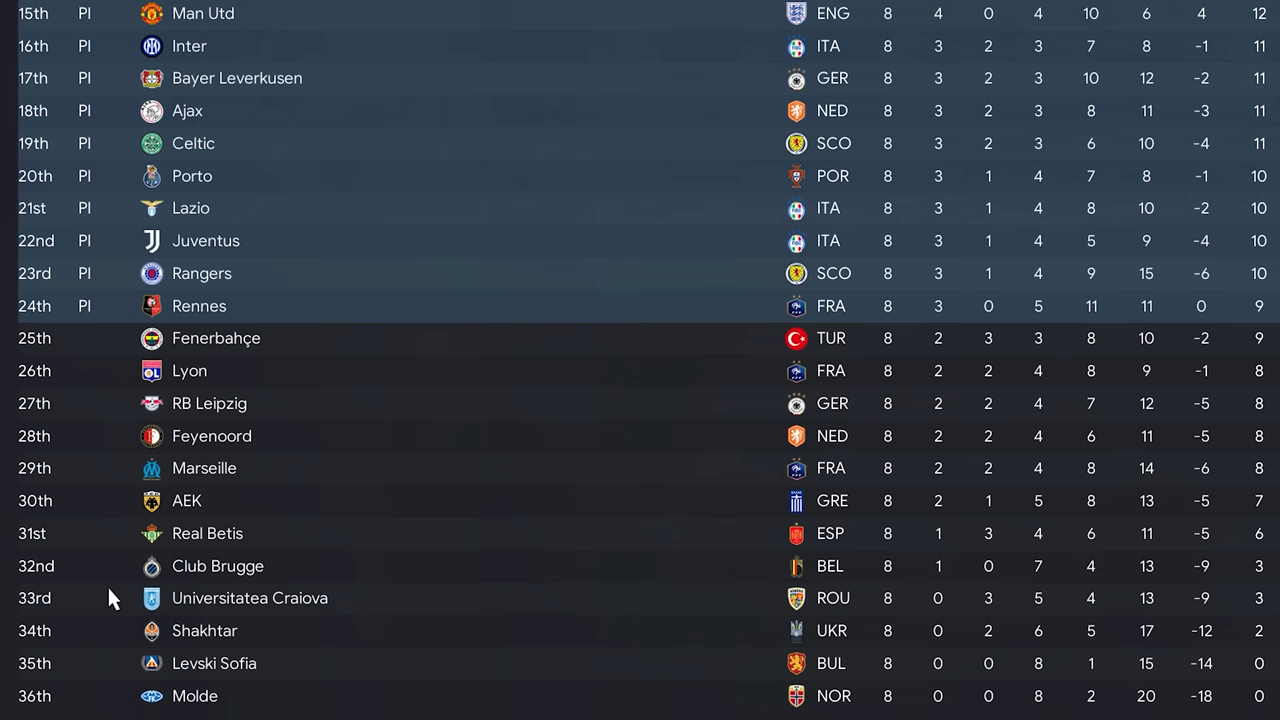 15th PI Man Utd ENG 8 4 0 4 10 6 4 12
16th PI Inter ITA 8 3 2 3 7 8 -1 11
17th PI Bayer Leverkusen GER 8 3 2 3 10 12 -2 11
18th PI Ajax NED 8 3 2 3 8 11 -3 11
19th PI Celtic SCO 8 3 2 3 6 10 -4 11
20th PI Porto POR 8 3 1 4 7 8 -1 10
21st PI Lazio ITA 8 3 1 4 8 10 -2 10
22nd PI Juventus ITA 8 3 1 4 5 9 -4 10
23rd PI Rangers SCO 8 3 1 4 9 15 -6 10
24th PI Rennes FRA 8 3 0 5 11 11 0 9
25th Fenerbahçe TUR 8 2 3 3 8 10 -2 9
26th Lyon FRA 8 2 2 4 8 9 -1 8
27th RB Leipzig GER 8 2 2 4 7 12 -5 8
28th Feyenoord NED 8 2 2 4 6 11 -5 8
29th Marseille FRA 8 2 2 4 8 14 -6 8
30th AEK GRE 8 2 1 5 8 13 -5 7
31st Real Betis ESP 8 1 3 4 6 11 -5 6
32nd Club Brugge BEL 8 1 0 7 4 13 -9 3
33rd Universitatea Craiova ROU 8 0 3 5 4 13 -9 3
34th Shakhtar UKR 8 0 2 6 5 17 -12 2
35th Levski Sofia BUL 8 0 0 8 1 15 -14 0
36th Molde NOR 8 0 0 8 2 20 -18 0